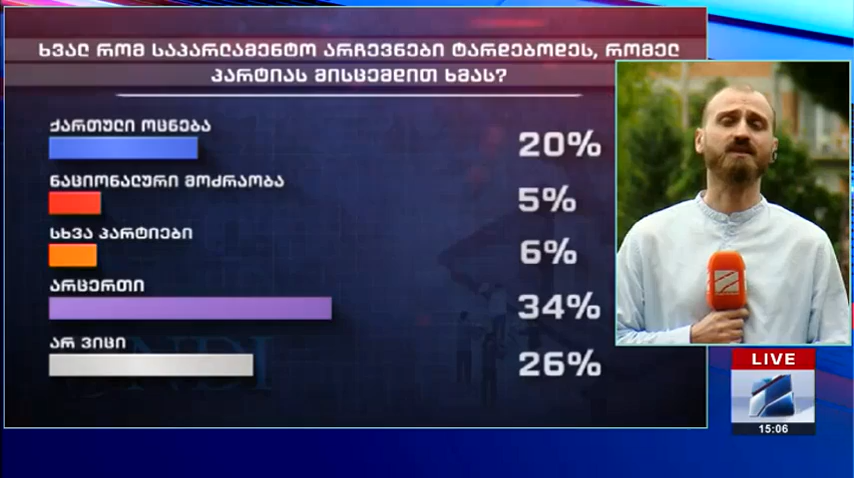 ხვალ რომ საპარლამენტო არჩევნები ტარდებოდეს, რომელ
პარტიას მისცემდით ხმას?
ქართული ოცნება
20%
ნაციონალური მოძრაობა
5%
სხვა პარტიები
6%
არცერთი
34%
არ ვიცი
26%
NDI
LIVE
15:06